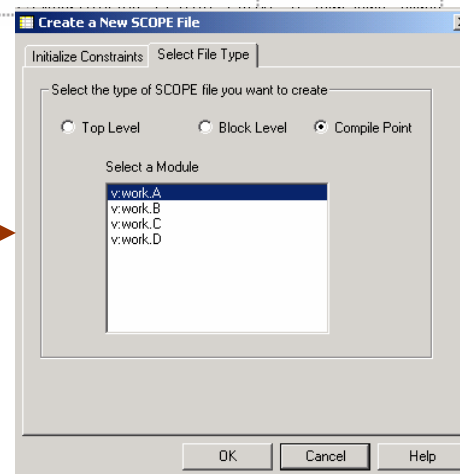 Create a New SCOPE File
Initialize Constraints Select File Type
Select the type of SCOPE file you want to create
Top Level Block Level Compile Point
Select a Module
v:work.A
v:work.B
v:work.C
v:work.D
OK Cancel Help